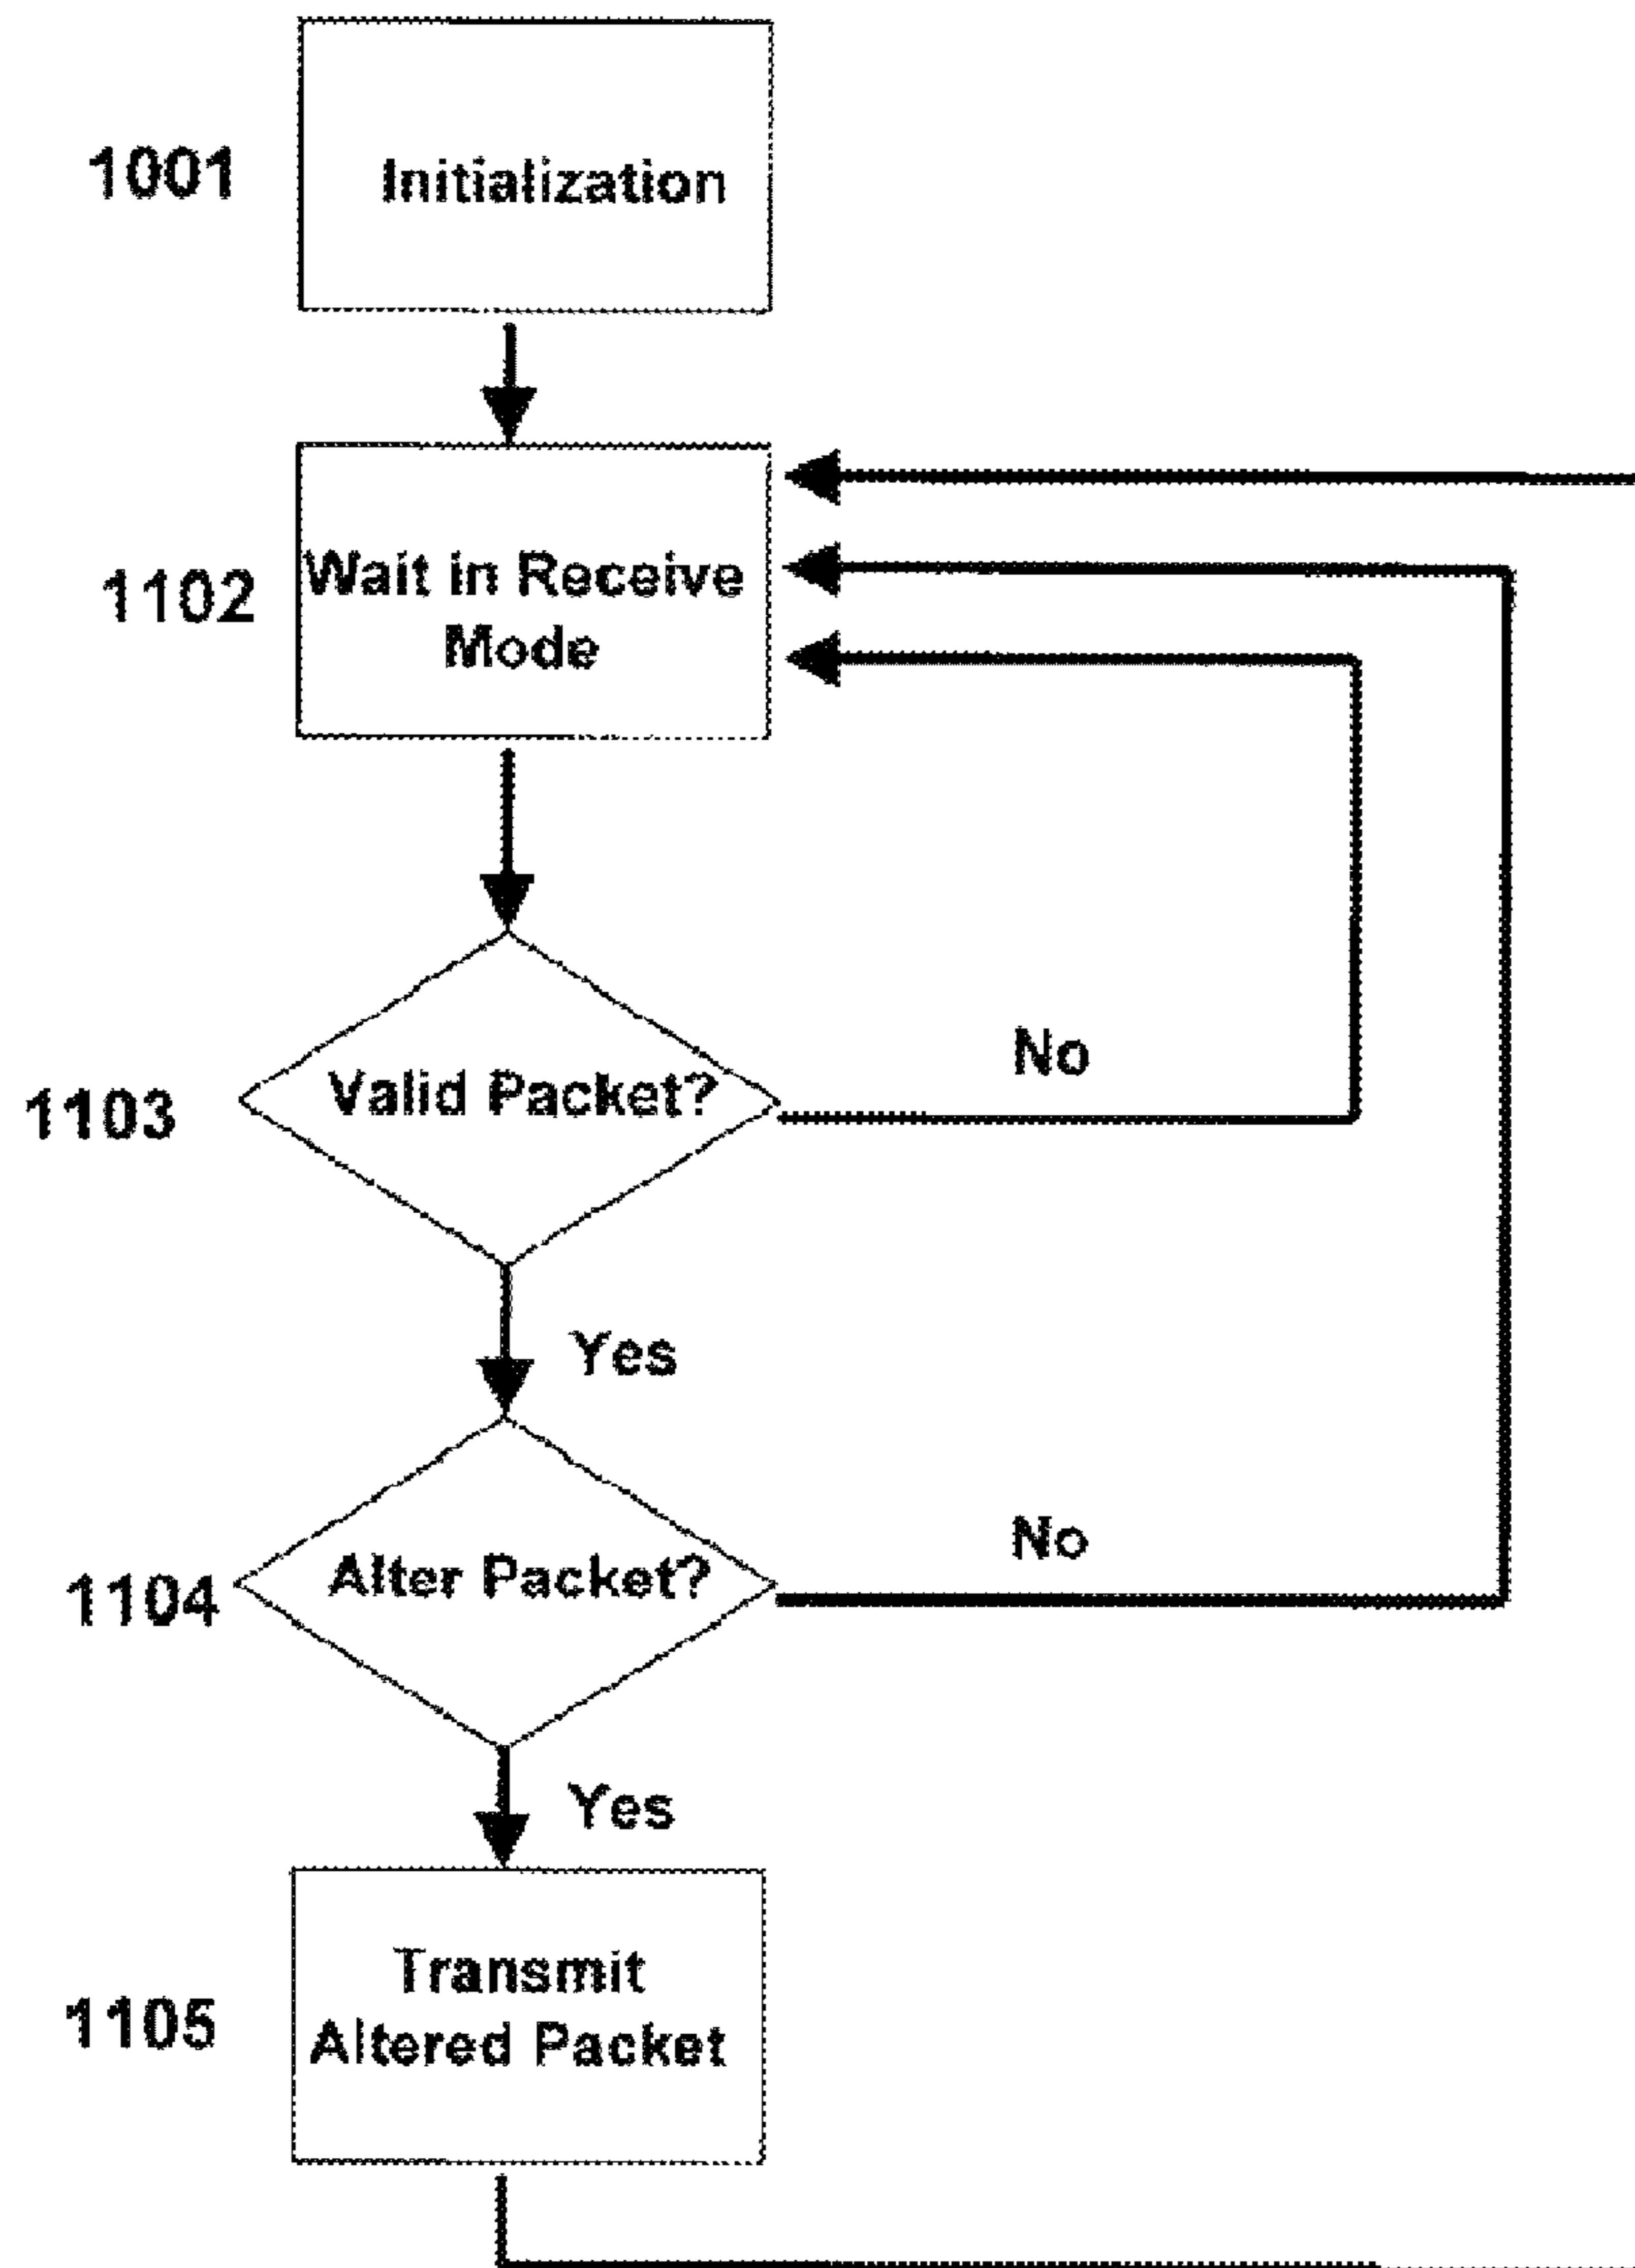 1001
Initialization
1102
Wait in Receive
Mode
1103
Valid Packet?
No
Yes
1104
Alter Packet?
No
Yes
1105
Transmit
Altered Packet